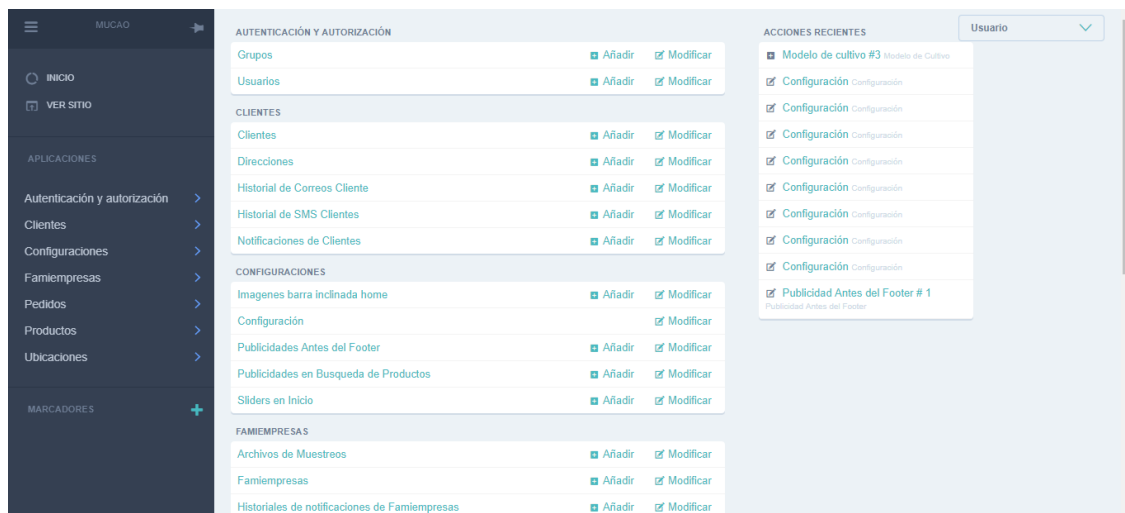 MUCAO
INICIO
VER SITIO
APLICACIONES
Autenticación y autorización
Clientes
Configuraciones
Famiempresas
Pedidos
Productos
Ubicaciones
MARCADORES
AUTENTICACIÓN Y AUTORIZACIÓN
Grupos Añadir Modificar
Usuarios Añadir Modificar
CLIENTES
Clientes Añadir Modificar
Direcciones Añadir Modificar
Historial de Correos Cliente Añadir Modificar
Historial de SMS Clientes Añadir Modificar
Notificaciones de Clientes Añadir Modificar
CONFIGURACIONES
Imagenes barra inclinada home Añadir Modificar
Configuración Modificar
Publicidades Antes del Footer Añadir Modificar
Publicidades en Busqueda de Productos Añadir Modificar
Sliders en Inicio Añadir Modificar
FAMIEMPRESAS
Archivos de Muestreos Añadir Modificar
Famiempresas Añadir Modificar
Historiales de notificaciones de Famiempresas Añadir Modificar
Usuario
ACCIONES RECIENTES
Modelo de cultivo #3 Modelo de Cultivo
Configuración Configuración
Configuración Configuración
Configuración Configuración
Configuración Configuración
Configuración Configuración
Configuración Configuración
Configuración Configuración
Configuración Configuración
Publicidad Antes del Footer # 1
Publicidad Antes del Footer